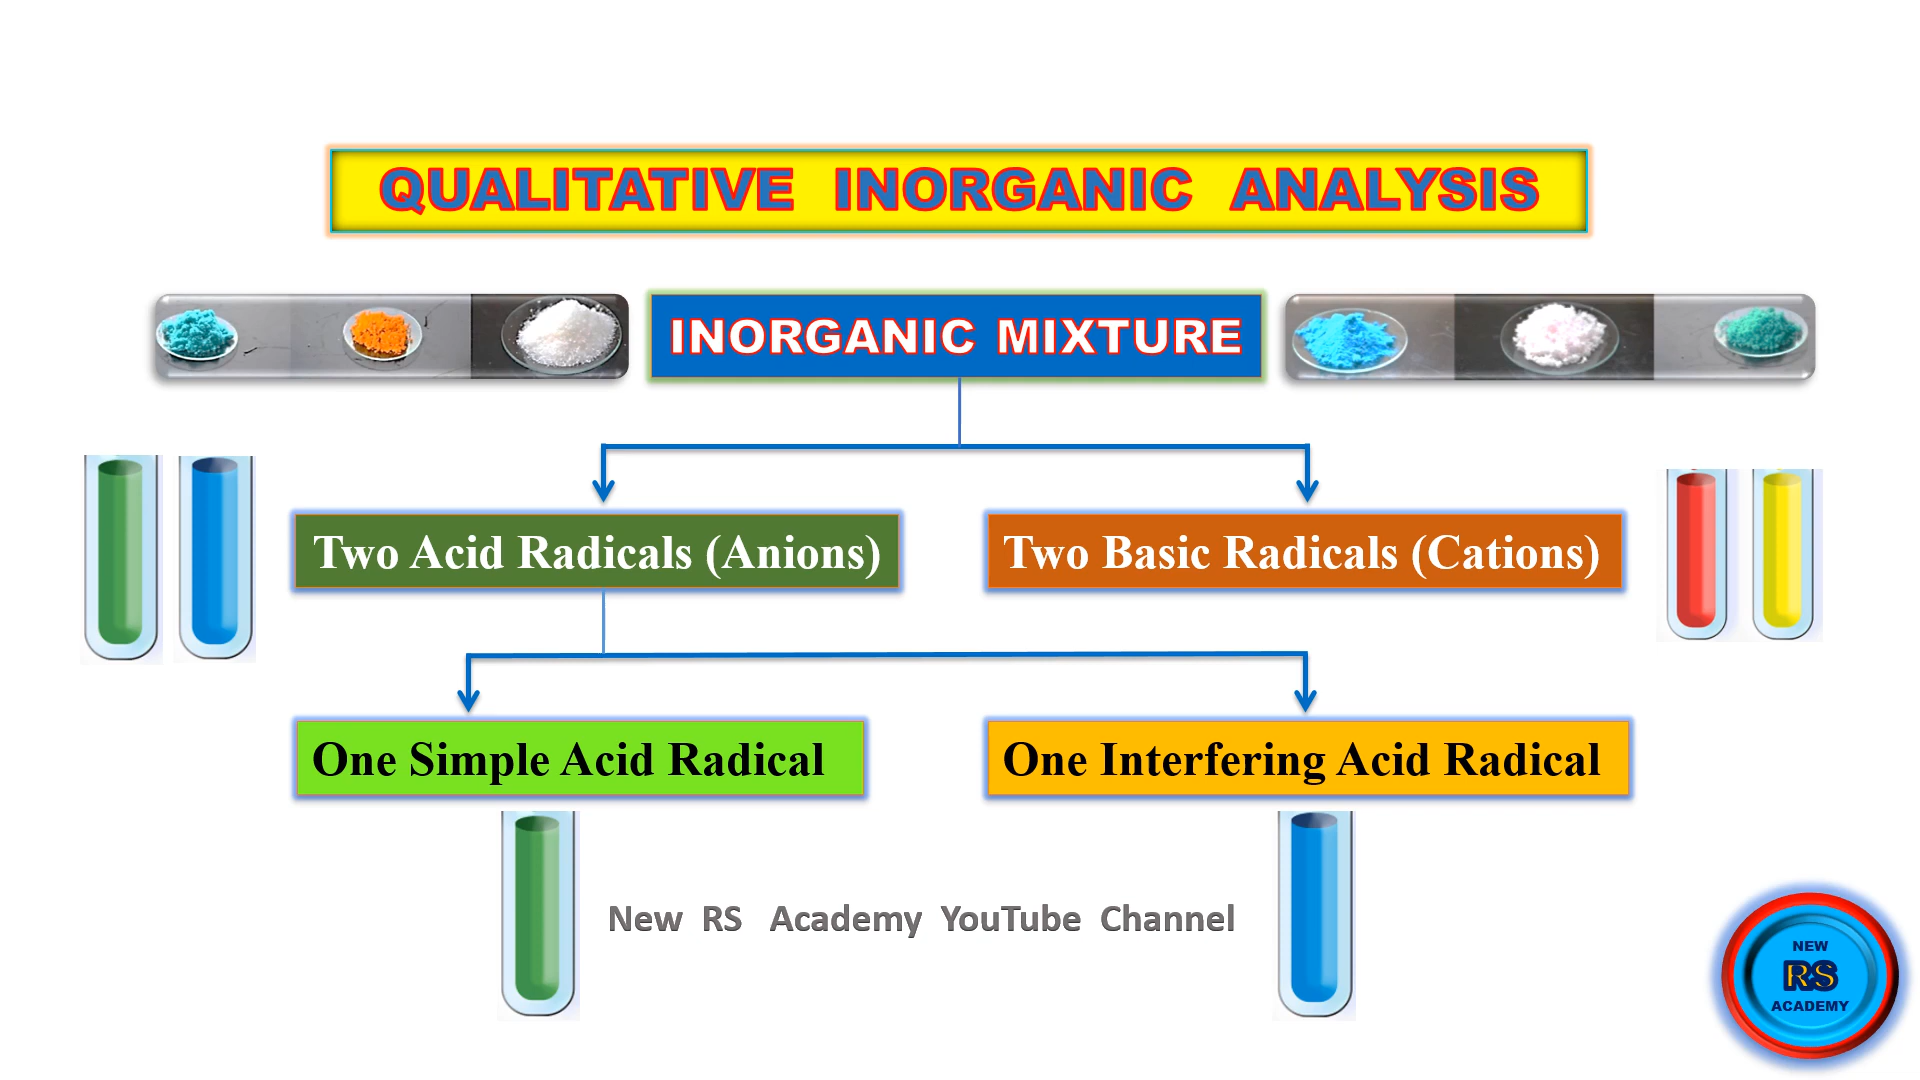 QUALITATIVE INORGANIC ANALYSIS
INORGANIC MIXTURE
Two Acid Radicals (Anions)
Two Basic Radicals (Cations)
One Simple Acid Radical
One Interfering Acid Radical
New RS Academy YouTube Channel
NEW
RS
ACADEMY